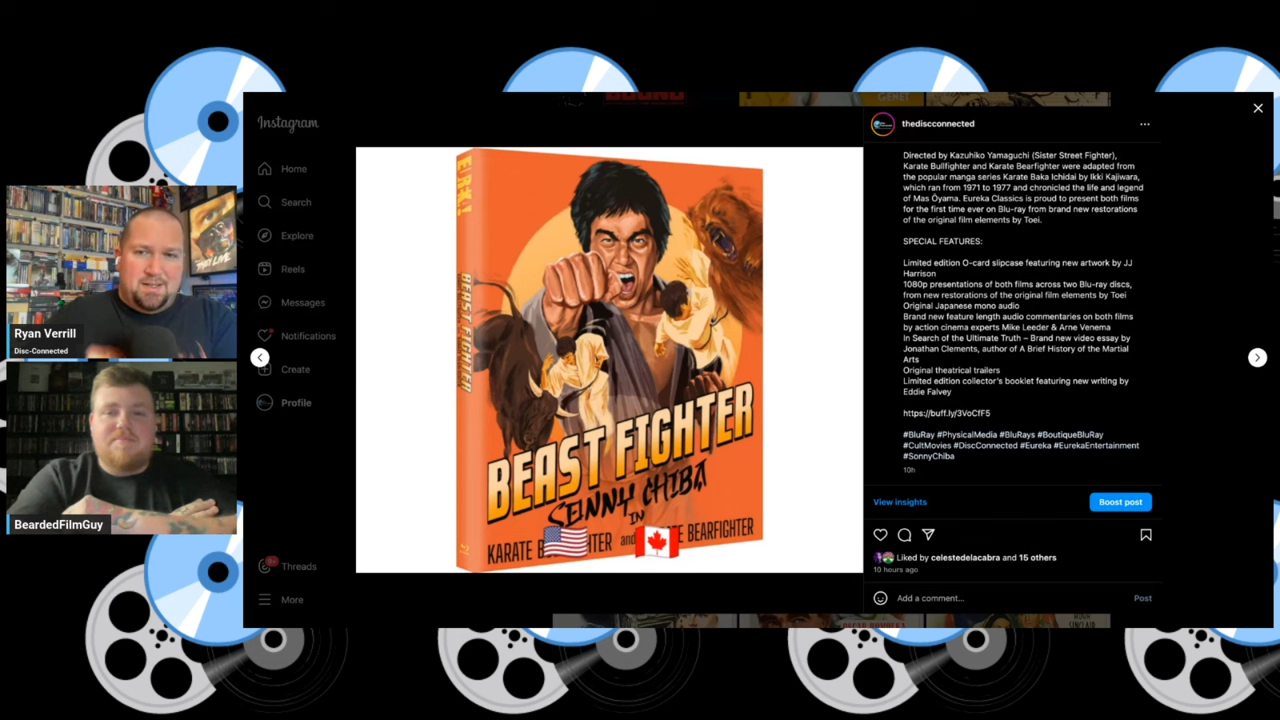 GENET
Instagram
Home
Search
Explore
Reels
Messages
Notifications
Create
Profile
9+
Threads
More
THEY LIVE
Ryan Verrill
Disc-Connected
BeardedFilmGuy
EUREKA!
BEAST FIGHTER
BEAST FIGHTER
SONNY CHIBA
IN
KARATE
and
BEARFIGHTER
thediscconnected
Directed by Kazuhiko Yamaguchi (Sister Street Fighter),
Karate Bullfighter and Karate Bearfighter were adapted from
the popular manga series Karate Baka Ichidai by Ikki Kajiwara,
which ran from 1971 to 1977 and chronicled the life and legend
of Mas Ōyama. Eureka Classics is proud to present both films
for the first time ever on Blu-ray from brand new restorations
of the original film elements by Toei.
SPECIAL FEATURES:
Limited edition O-card slipcase featuring new artwork by JJ
Harrison
1080p presentations of both films across two Blu-ray discs,
from new restorations of the original film elements by Toei
Original Japanese mono audio
Brand new feature length audio commentaries on both films
by action cinema experts Mike Leeder & Arne Venema
In Search of the Ultimate Truth – Brand new video essay by
Jonathan Clements, author of A Brief History of the Martial
Arts
Original theatrical trailers
Limited edition collector's booklet featuring new writing by
Eddie Falvey
https://buff.ly/3VoCfF5
#BluRay #PhysicalMedia #BluRays #BoutiqueBluRay
#CultMovies #DiscConnected #Eureka #EurekaEntertainment
#SonnyChiba
10h
View insights
Boost post
Liked by celestedelacabra and 15 others
10 hours ago
Add a comment...
Post